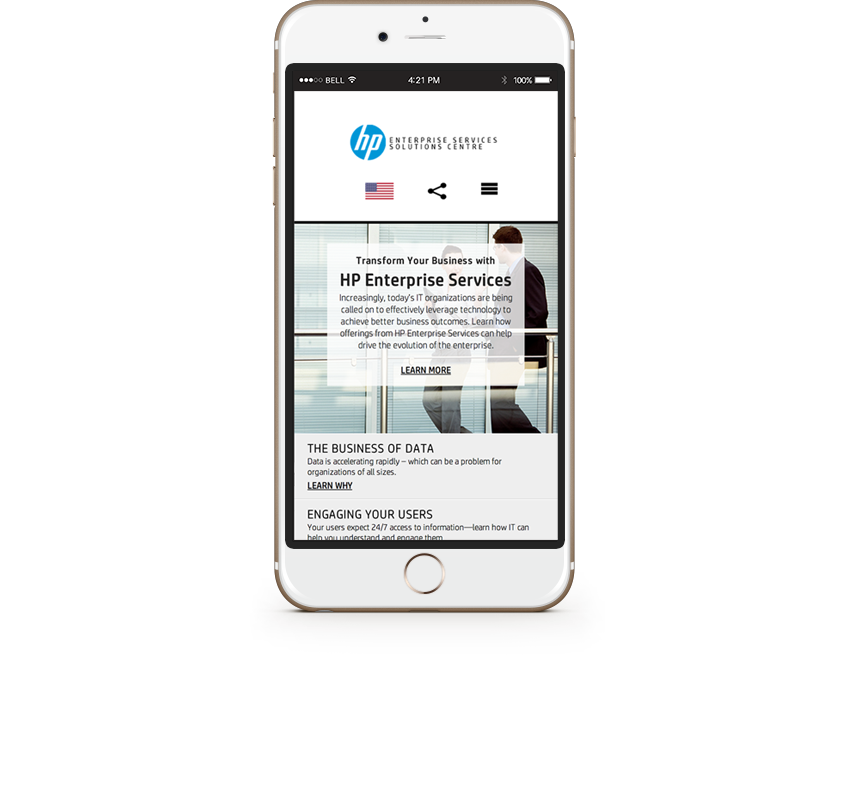 BELL 4:21 PM 100%
hp ENTERPRISE SERVICES
SOLUTIONS CENTRE
Transform Your Business with
HP Enterprise Services
Increasingly, today's IT organizations are being
called on to effectively leverage technology to
achieve better business outcomes. Learn how
offerings from HP Enterprise Services can help
drive the evolution of the enterprise.
LEARN MORE
THE BUSINESS OF DATA
Data is accelerating rapidly – which can be a problem for
organizations of all sizes.
LEARN WHY
ENGAGING YOUR USERS
Your users expect 24/7 access to information—learn how IT can
help you understand and engage them